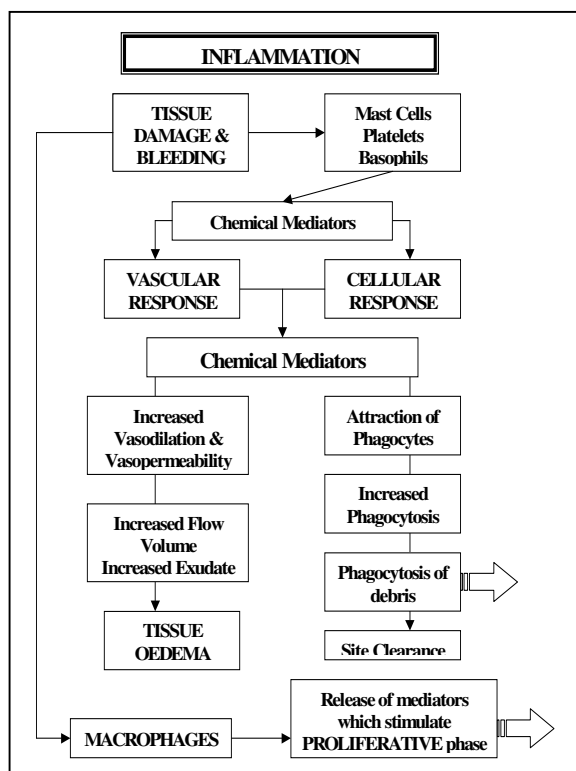 INFLAMMATION
TISSUE
DAMAGE &
BLEEDING
Mast Cells
Platelets
Basophils
Chemical Mediators
VASCULAR
RESPONSE
CELLULAR
RESPONSE
Chemical Mediators
Increased
Vasodilation &
Vasopermeability
Attraction of
Phagocytes
Increased
Phagocytosis
Increased Flow
Volume
Increased Exudate
Phagocytosis of
debris
TISSUE
OEDEMA
Site Clearance
MACROPHAGES
Release of mediators
which stimulate
PROLIFERATIVE phase